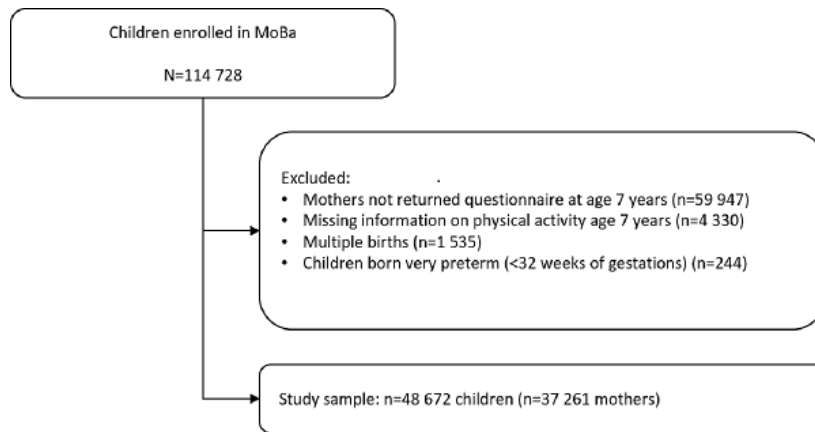 Children enrolled in MoBa
N=114 728
Excluded:
• Mothers not returned questionnaire at age 7 years (n=59 947)
• Missing information on physical activity age 7 years (n=4 330)
• Multiple births (n=1 535)
• Children born very preterm (<32 weeks of gestations) (n=244)
Study sample: n=48 672 children (n=37 261 mothers)